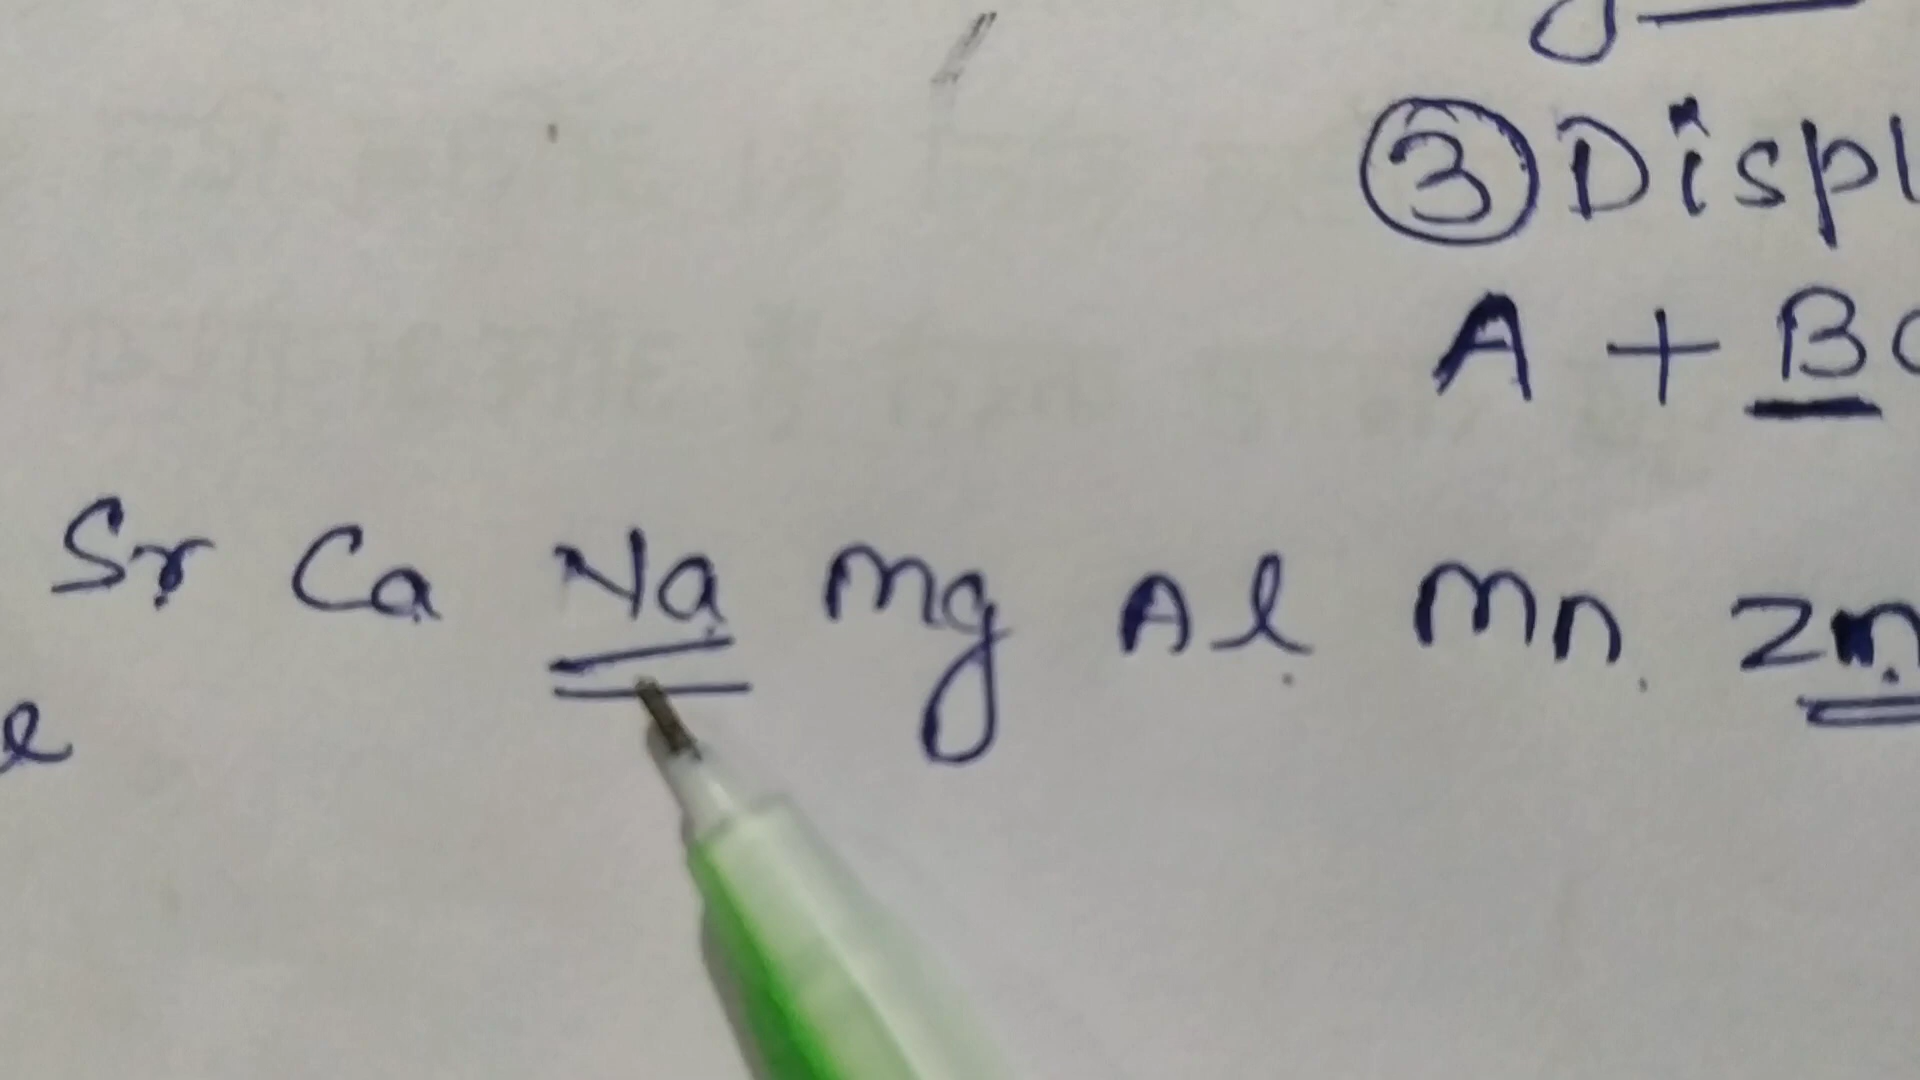 ③ Displ
A + B
Sr Ca Na Mg Al Mn Zn
e